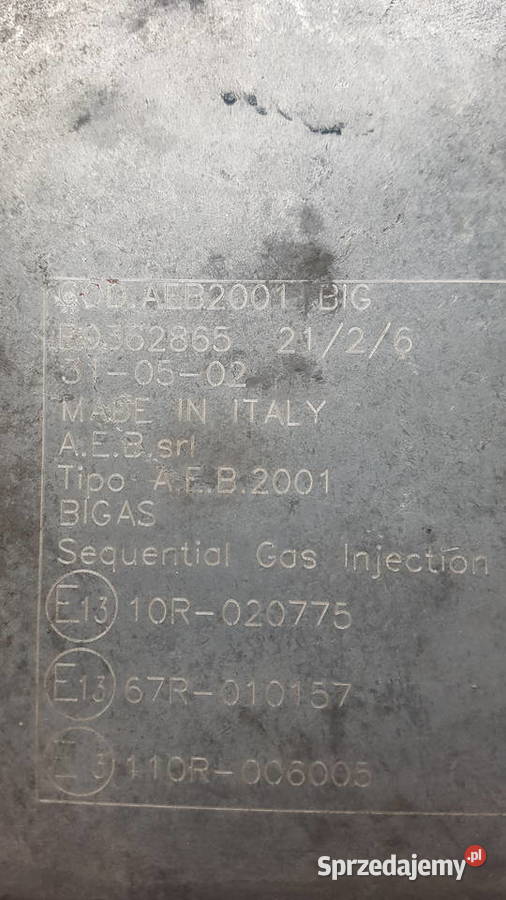 COD.AEB2001 BIG
B0362865 21/2/6
31-05-02
MADE IN ITALY
A.E.B.srl
Tipo A.E.B.2001
BIGAS
Sequential Gas Injection
E13 10R-020775
E13 67R-010157
E13 110R-006005
Sprzedajemy.pl